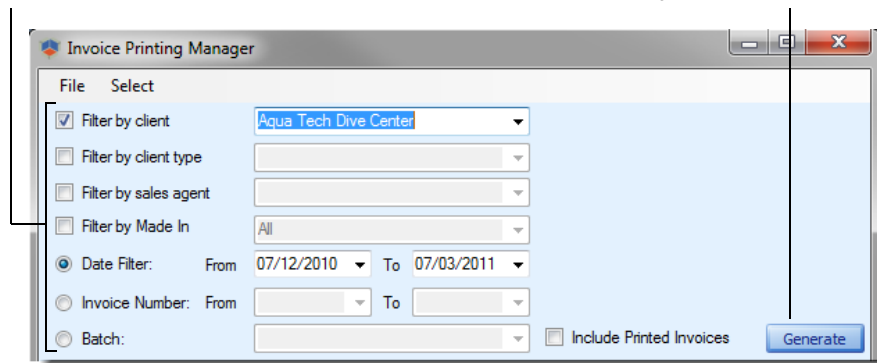 Invoice Printing Manager
File Select
Filter by client Aqua Tech Dive Center
Filter by client type
Filter by sales agent
Filter by Made In All
Date Filter: From 07/12/2010 To 07/03/2011
Invoice Number: From To
Batch: Include Printed Invoices Generate